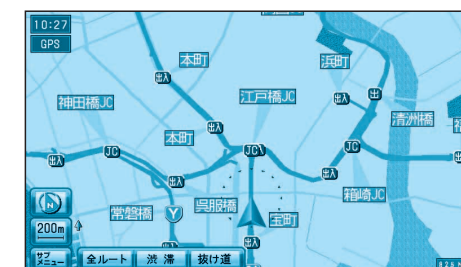 10:27
GPS
本町
浜町
出入
神田橋JC
江戸橋JC
出入
出
清洲橋
本町
出入
JC
JC
JC
出入
出入
出入
箱崎JC
常磐橋
呉服橋
宝町
Y
N
200m
出入
サブメニュー
全ルート
渋滞
抜け道